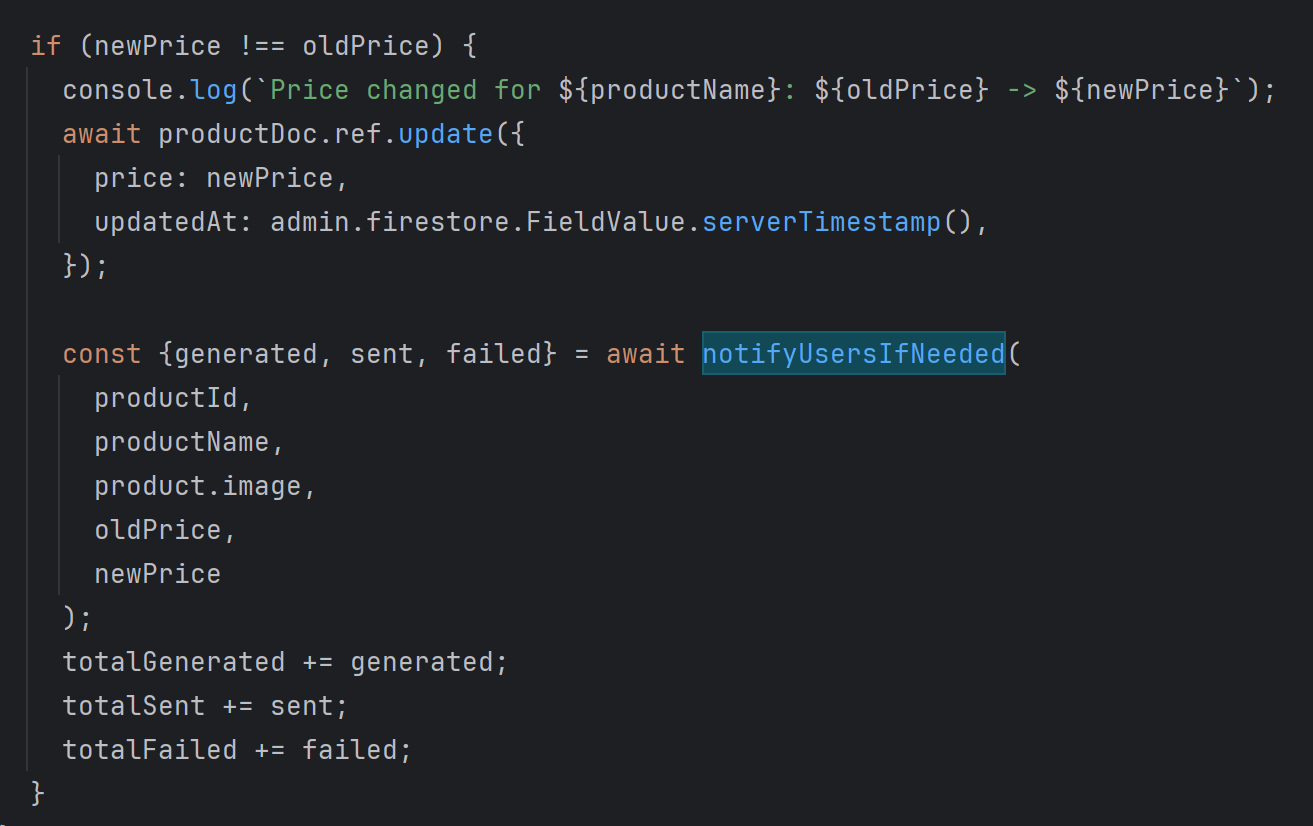 if (newPrice !== oldPrice) {
  console.log(`Price changed for ${productName}: ${oldPrice} -> ${newPrice}`);
  await productDoc.ref.update({
    price: newPrice,
    updatedAt: admin.firestore.FieldValue.serverTimestamp(),
  });

  const {generated, sent, failed} = await notifyUsersIfNeeded(
    productId,
    productName,
    product.image,
    oldPrice,
    newPrice
  );
  totalGenerated += generated;
  totalSent += sent;
  totalFailed += failed;
}